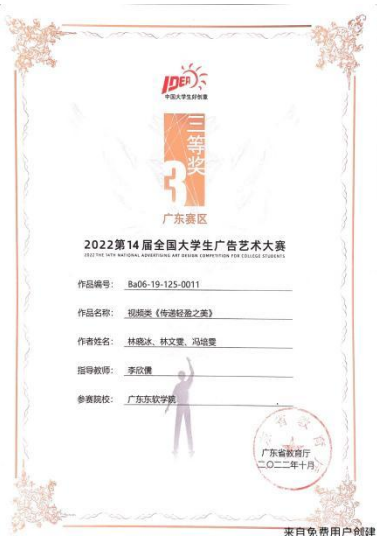 IDEA
中国大学生好创意
三等奖
3
广东赛区
2022第14届全国大学生广告艺术大赛
2022 THE 14TH NATIONAL ADVERTISING ART DESIGN COMPETITION FOR COLLEGE STUDENTS
作品编号： Ba06-19-125-0011
作品名称： 视频类《传递轻盈之美》
作者姓名： 林晓冰、林文雯、冯培雯
指导教师： 李欣儒
参赛院校： 广东东软学院
广东省教育厅
二〇二二年十月
来自免费用户创建